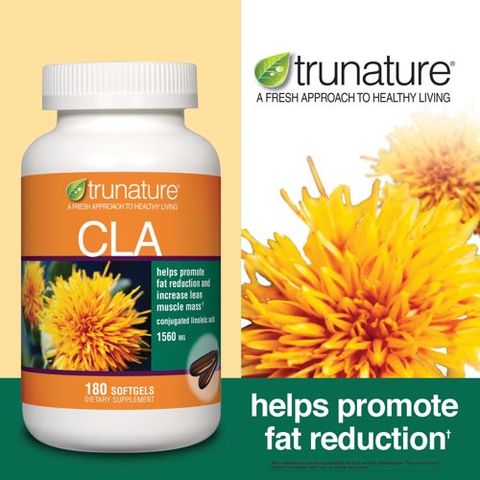 trunature®
A FRESH APPROACH TO HEALTHY LIVING
trunature®
A FRESH APPROACH TO HEALTHY LIVING
CLA
helps promote
fat reduction and
increase lean
muscle mass†
conjugated linoleic acid
1560 MG
180 SOFTGELS
DIETARY SUPPLEMENT
helps promote
fat reduction†